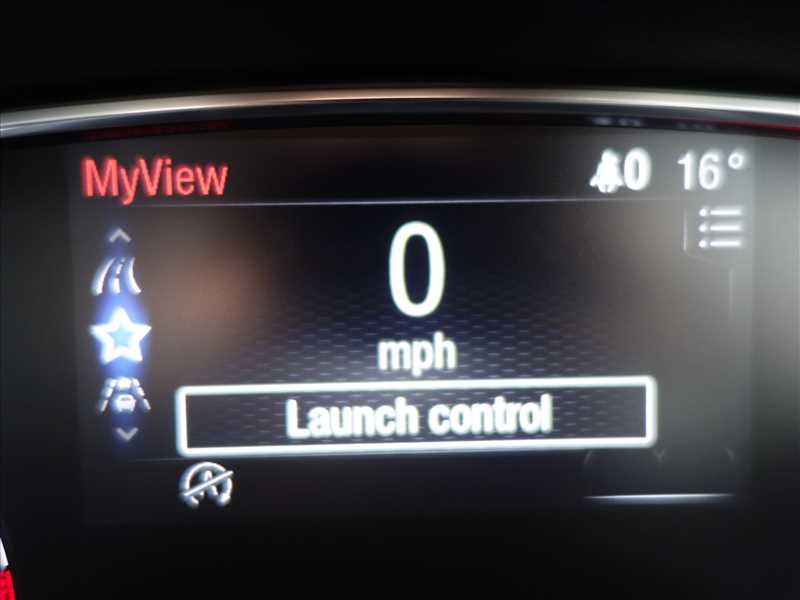 MyView
0 16°
0
mph
Launch control